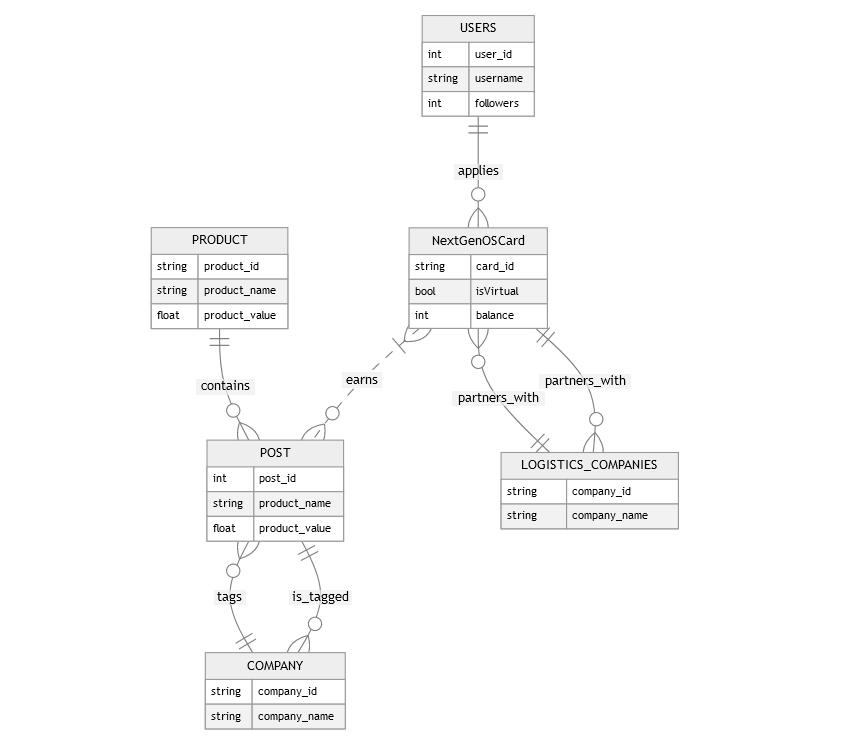 USERS
int user_id
string username
int followers
applies
PRODUCT
string product_id
string product_name
float product_value
NextGenOSCard
string card_id
bool isVirtual
int balance
contains
earns
partners_with
partners_with
POST
int post_id
string product_name
float product_value
LOGISTICS_COMPANIES
string company_id
string company_name
tags
is_tagged
COMPANY
string company_id
string company_name